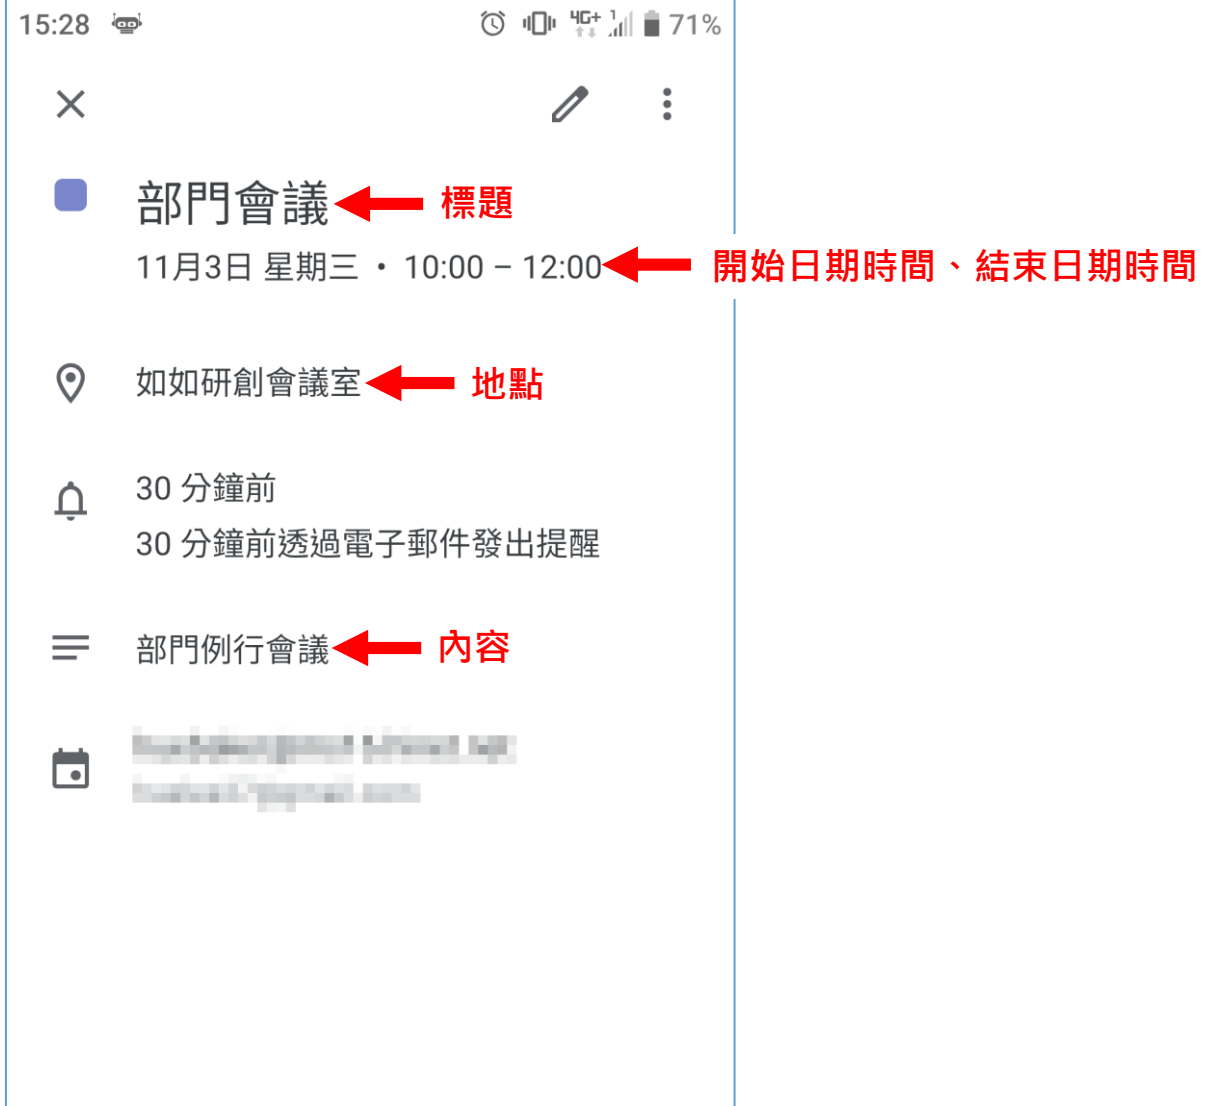 15:28 4G+ 1 71%
部門會議 標題
11月3日 星期三 • 10:00 – 12:00 開始日期時間、結束日期時間
如如研創會議室 地點
30 分鐘前
30 分鐘前透過電子郵件發出提醒
部門例行會議 內容